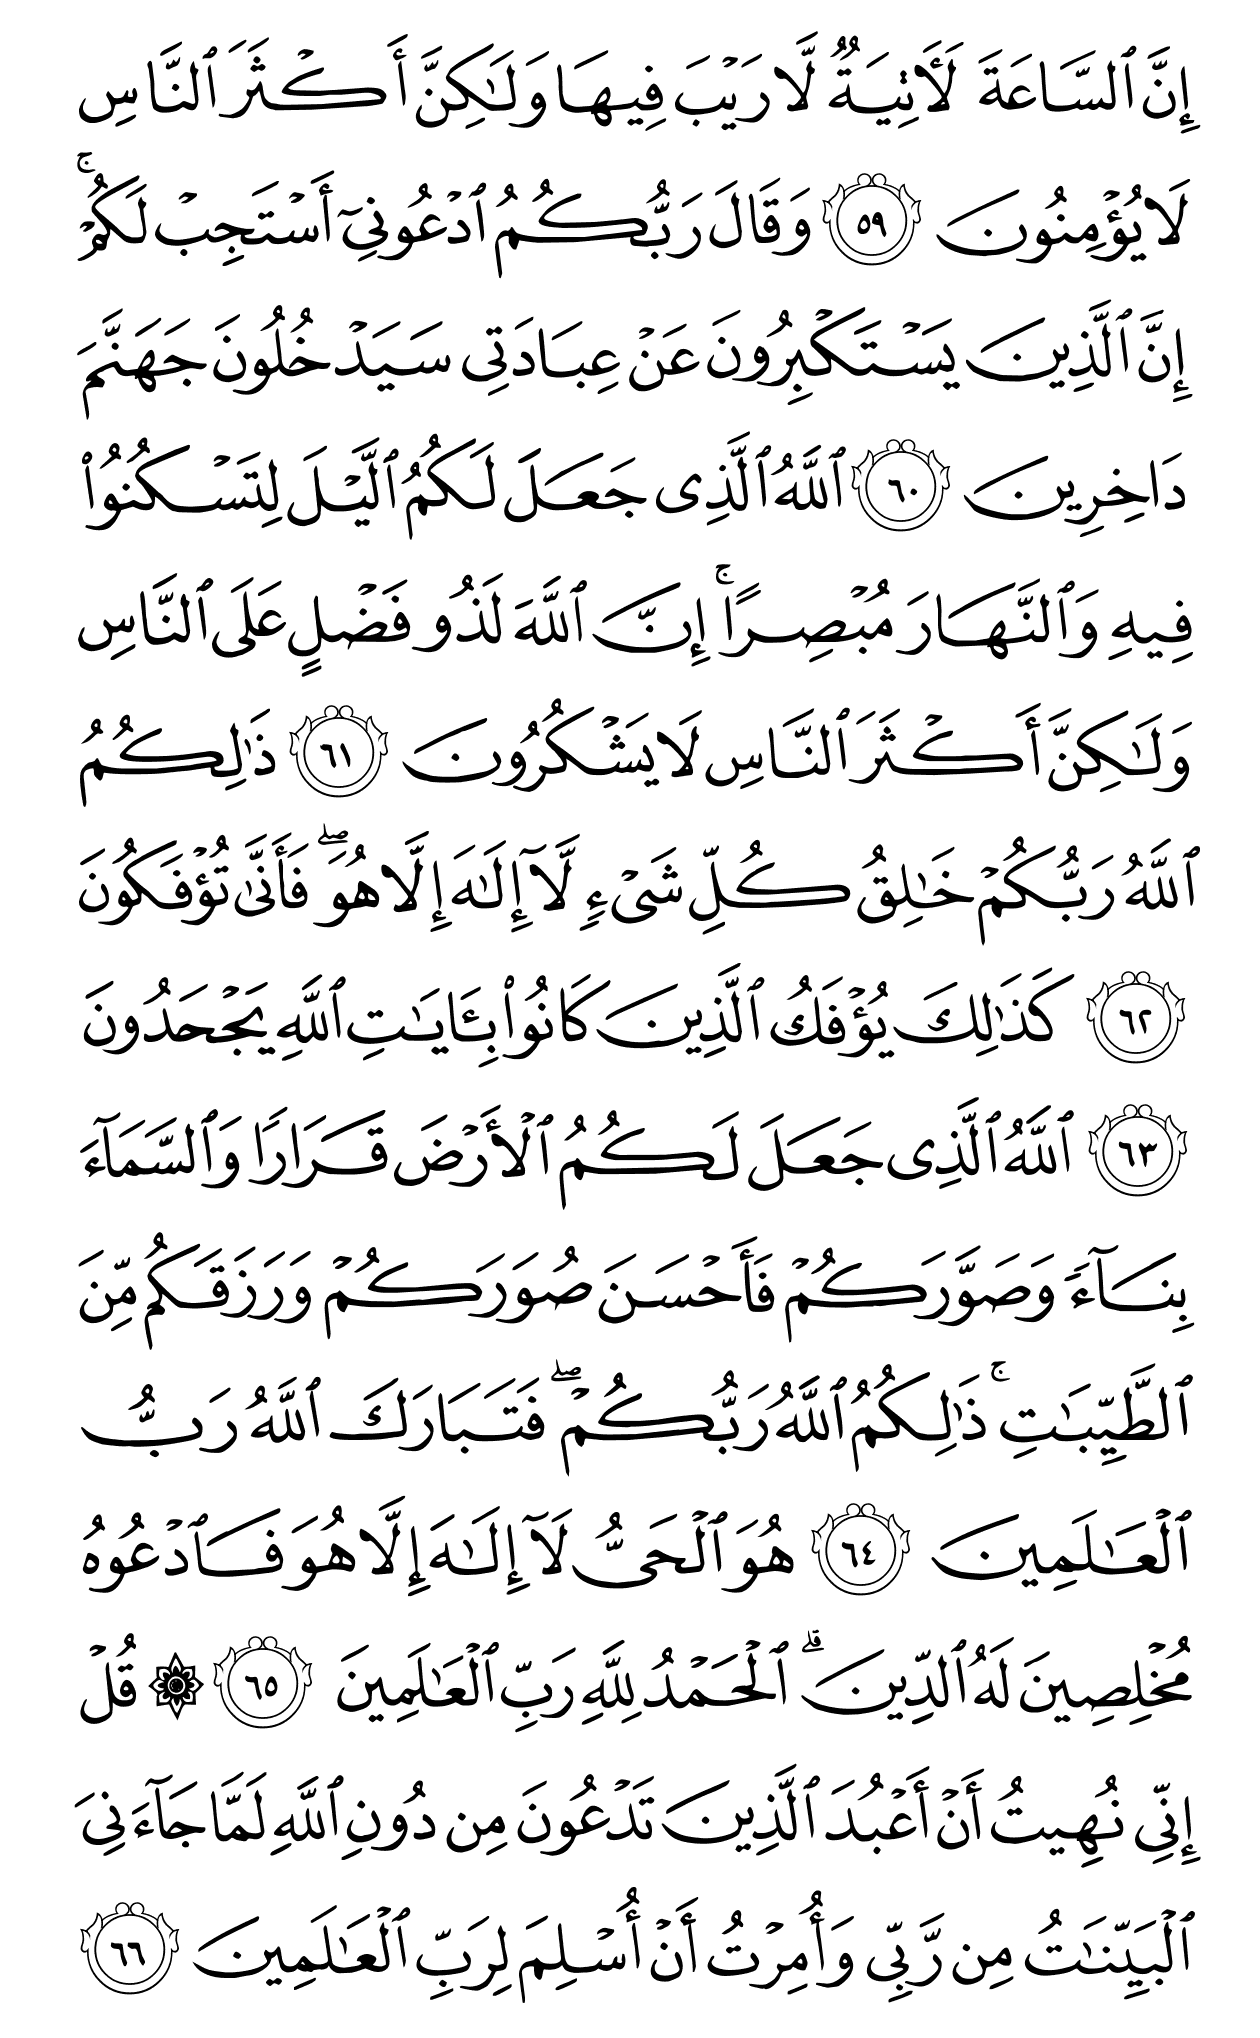 إِنَّ ٱلسَّاعَةَ لَأٓتِيَةٌ لَّا رَيۡبَ فِيهَا وَلَٰكِنَّ أَكۡثَرَ ٱلنَّاسِ
لَا يُؤۡمِنُونَ ٥٩ وَقَالَ رَبُّكُمُ ٱدۡعُونِيٓ أَسۡتَجِبۡ لَكُمۡۚ
إِنَّ ٱلَّذِينَ يَسۡتَكۡبِرُونَ عَنۡ عِبَادَتِي سَيَدۡخُلُونَ جَهَنَّمَ
دَاخِرِينَ ٦٠ ٱللَّهُ ٱلَّذِي جَعَلَ لَكُمُ ٱلَّيۡلَ لِتَسۡكُنُواْ
فِيهِ وَٱلنَّهَارَ مُبۡصِرًاۚ إِنَّ ٱللَّهَ لَذُو فَضۡلٍ عَلَى ٱلنَّاسِ
وَلَٰكِنَّ أَكۡثَرَ ٱلنَّاسِ لَا يَشۡكُرُونَ ٦١ ذَٰلِكُمُ
ٱللَّهُ رَبُّكُمۡ خَٰلِقُ كُلِّ شَيۡءٖ لَّآ إِلَٰهَ إِلَّا هُوَۖ فَأَنَّىٰ تُؤۡفَكُونَ
٦٢ كَذَٰلِكَ يُؤۡفَكُ ٱلَّذِينَ كَانُواْ بِـَٔايَٰتِ ٱللَّهِ يَجۡحَدُونَ
٦٣ ٱللَّهُ ٱلَّذِي جَعَلَ لَكُمُ ٱلۡأَرۡضَ قَرَارٗا وَٱلسَّمَآءَ
بِنَآءٗ وَصَوَّرَكُمۡ فَأَحۡسَنَ صُوَرَكُمۡ وَرَزَقَكُم مِّنَ
ٱلطَّيِّبَٰتِۚ ذَٰلِكُمُ ٱللَّهُ رَبُّكُمۡۖ فَتَبَارَكَ ٱللَّهُ رَبُّ
ٱلۡعَٰلَمِينَ ٦٤ هُوَ ٱلۡحَيُّ لَآ إِلَٰهَ إِلَّا هُوَ فَٱدۡعُوهُ
مُخۡلِصِينَ لَهُ ٱلدِّينَۗ ٱلۡحَمۡدُ لِلَّهِ رَبِّ ٱلۡعَٰلَمِينَ ٦٥ ۞ قُلۡ
إِنِّي نُهِيتُ أَنۡ أَعۡبُدَ ٱلَّذِينَ تَدۡعُونَ مِن دُونِ ٱللَّهِ لَمَّا جَآءَنِيَ
ٱلۡبَيِّنَٰتُ مِن رَّبِّي وَأُمِرۡتُ أَنۡ أُسۡلِمَ لِرَبِّ ٱلۡعَٰلَمِينَ ٦٦